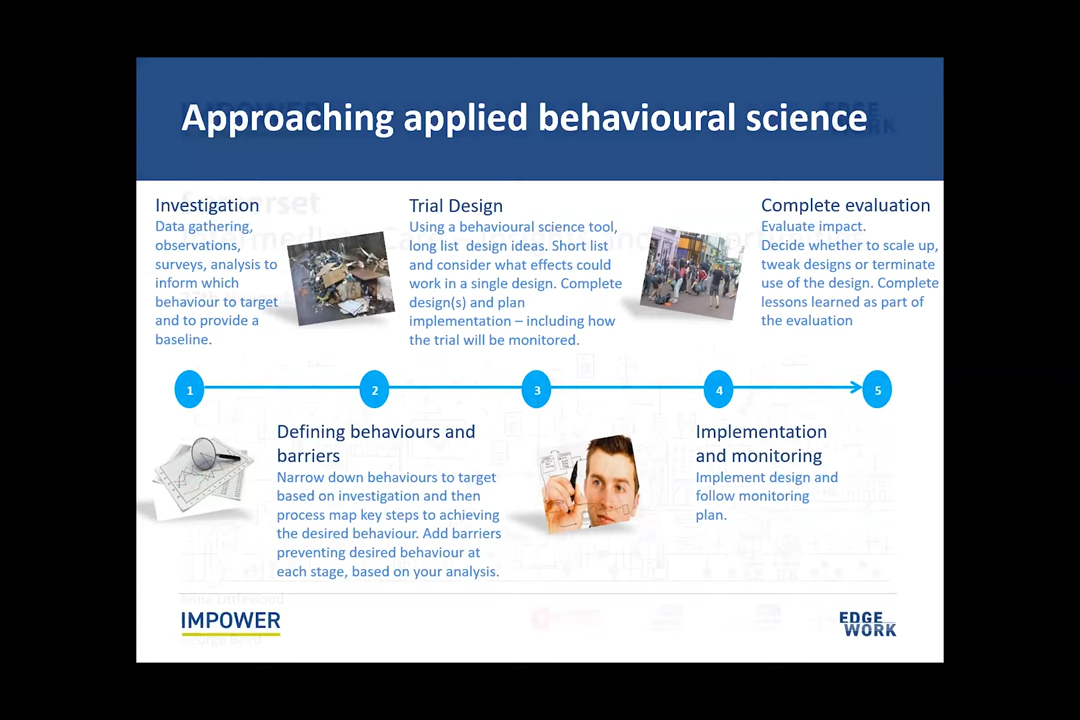 Approaching applied behavioural science
Investigation
Data gathering,
observations,
surveys, analysis to
inform which
behaviour to target
and to provide a
baseline.
Trial Design
Using a behavioural science tool,
long list design ideas. Short list
and consider what effects could
work in a single design. Complete
design(s) and plan
implementation – including how
the trial will be monitored.
Complete evaluation
Evaluate impact.
Decide whether to scale up,
tweak designs or terminate
use of the design. Complete
lessons learned as part of
the evaluation
1
2
3
4
5
Defining behaviours and
barriers
Narrow down behaviours to target
based on investigation and then
process map key steps to achieving
the desired behaviour. Add barriers
preventing desired behaviour at
each stage, based on your analysis.
Implementation
and monitoring
Implement design and
follow monitoring
plan.
Anna Littlewood
IMPOWER
EDGE
WORK